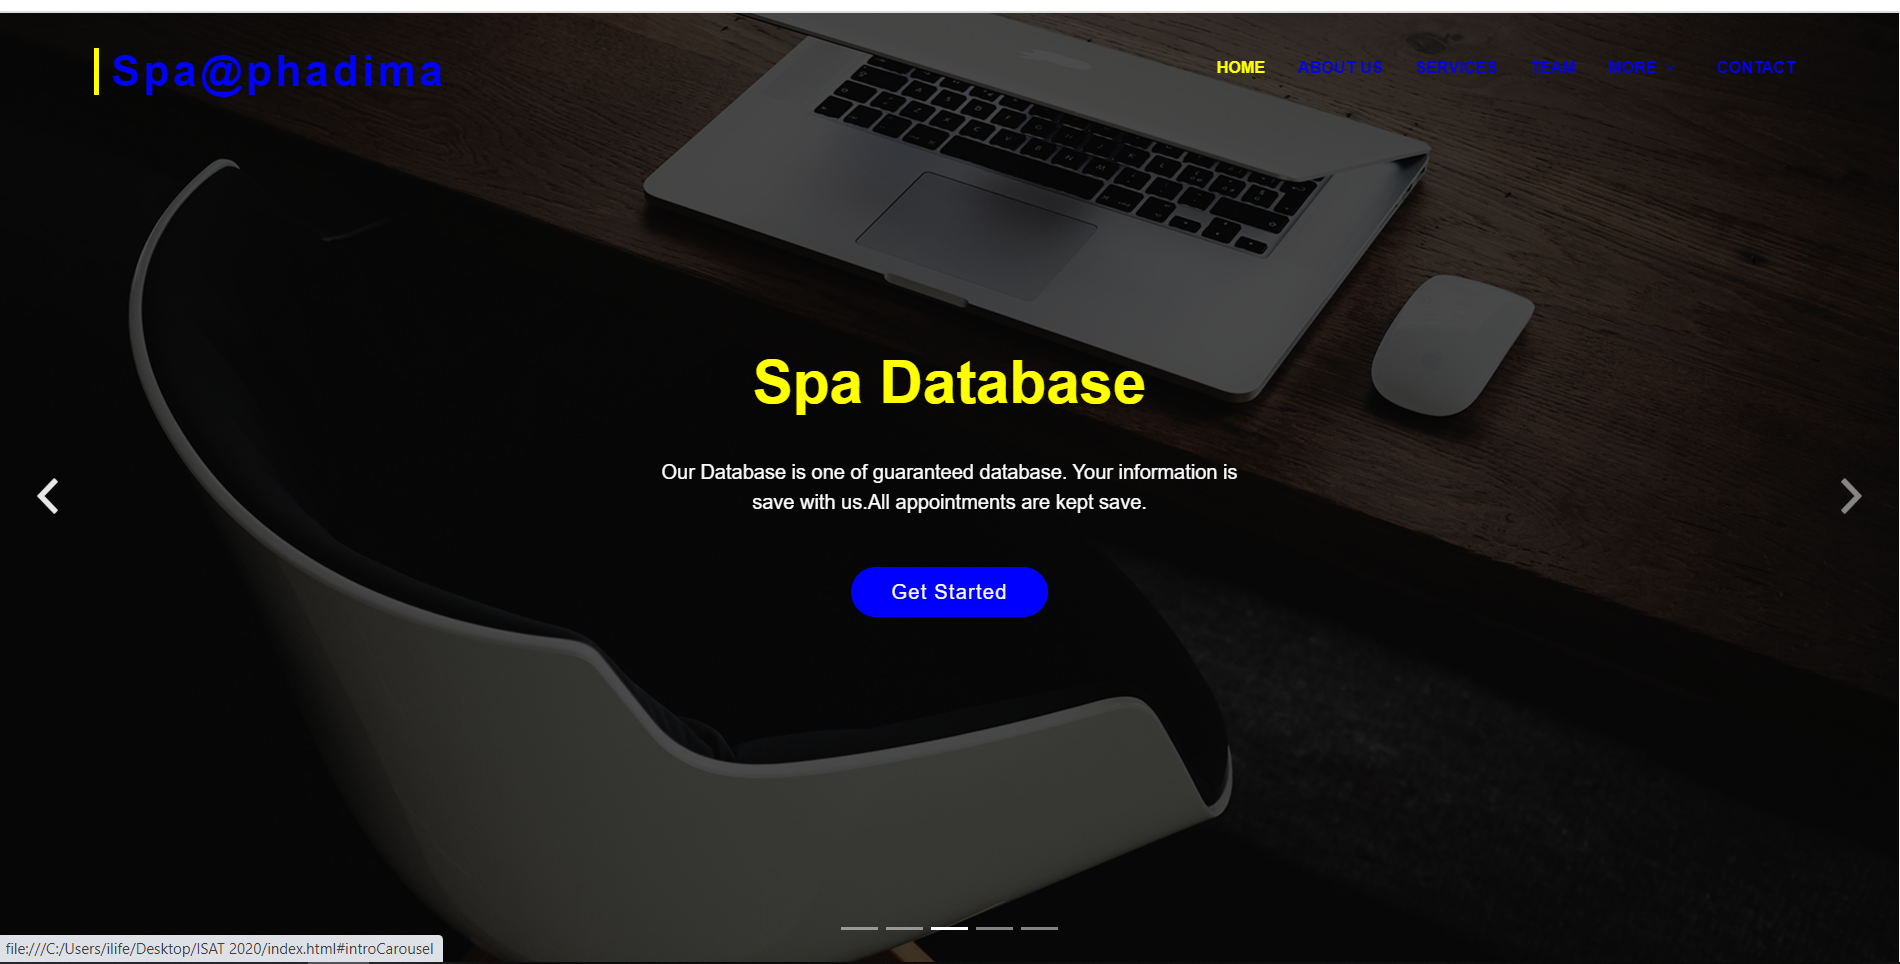 Spa@phadima
HOME ABOUT US SERVICES TEAM MORE CONTACT
Spa Database
Our Database is one of guaranteed database. Your information is
save with us.All appointments are kept save.
Get Started
file:///C:/Users/ilife/Desktop/ISAT 2020/index.html#introCarousel